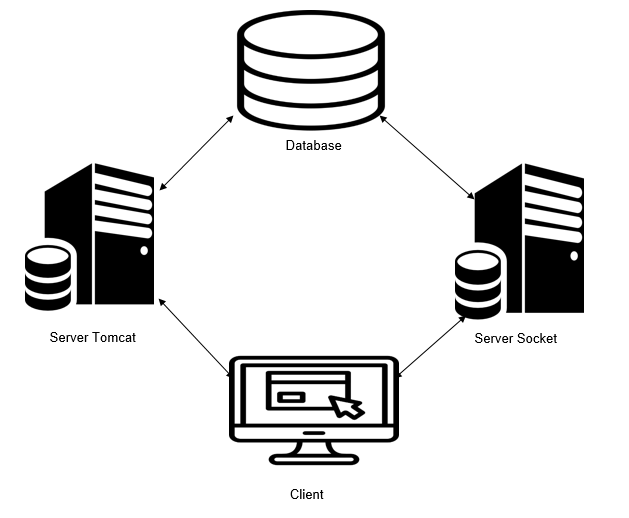 Database
Server Tomcat
Server Socket
Client